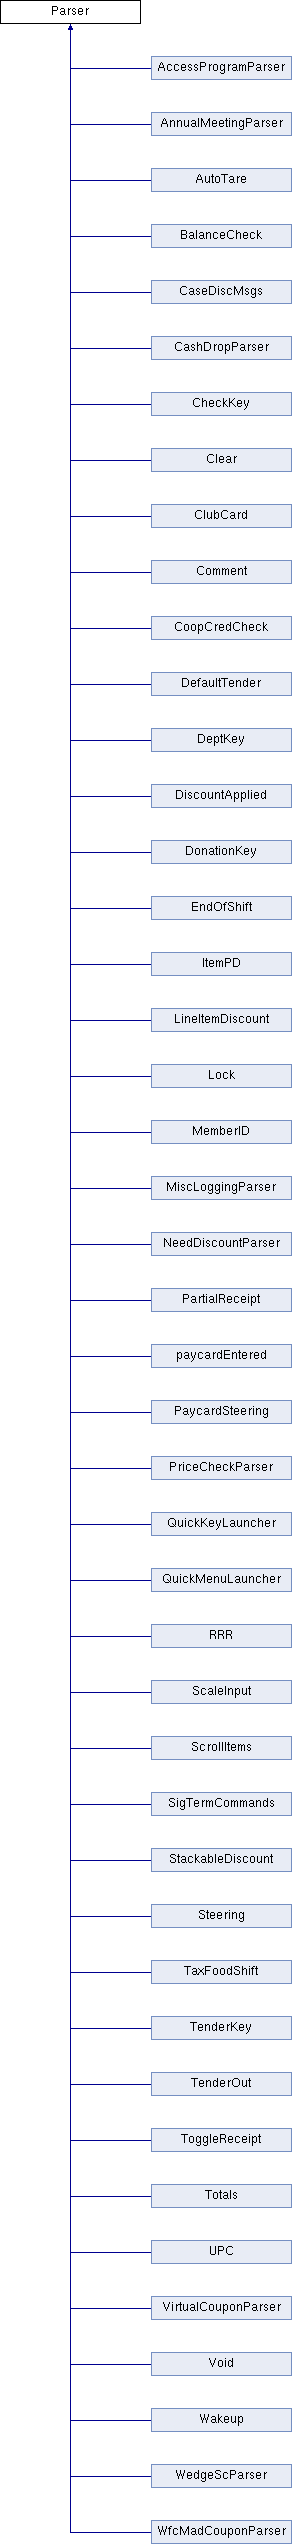 Parser
AccessProgramParser
AnnualMeetingParser
AutoTare
BalanceCheck
CaseDiscMsgs
CashDropParser
CheckKey
Clear
ClubCard
Comment
CoopCredCheck
DefaultTender
DeptKey
DiscountApplied
DonationKey
EndOfShift
ItemPD
LineItemDiscount
Lock
MemberID
MiscLoggingParser
NeedDiscountParser
PartialReceipt
paycardEntered
PaycardSteering
PriceCheckParser
QuickKeyLauncher
QuickMenuLauncher
RRR
ScaleInput
ScrollItems
SigTermCommands
StackableDiscount
Steering
TaxFoodShift
TenderKey
TenderOut
ToggleReceipt
Totals
UPC
VirtualCouponParser
Void
Wakeup
WedgeScParser
WfcMadCouponParser